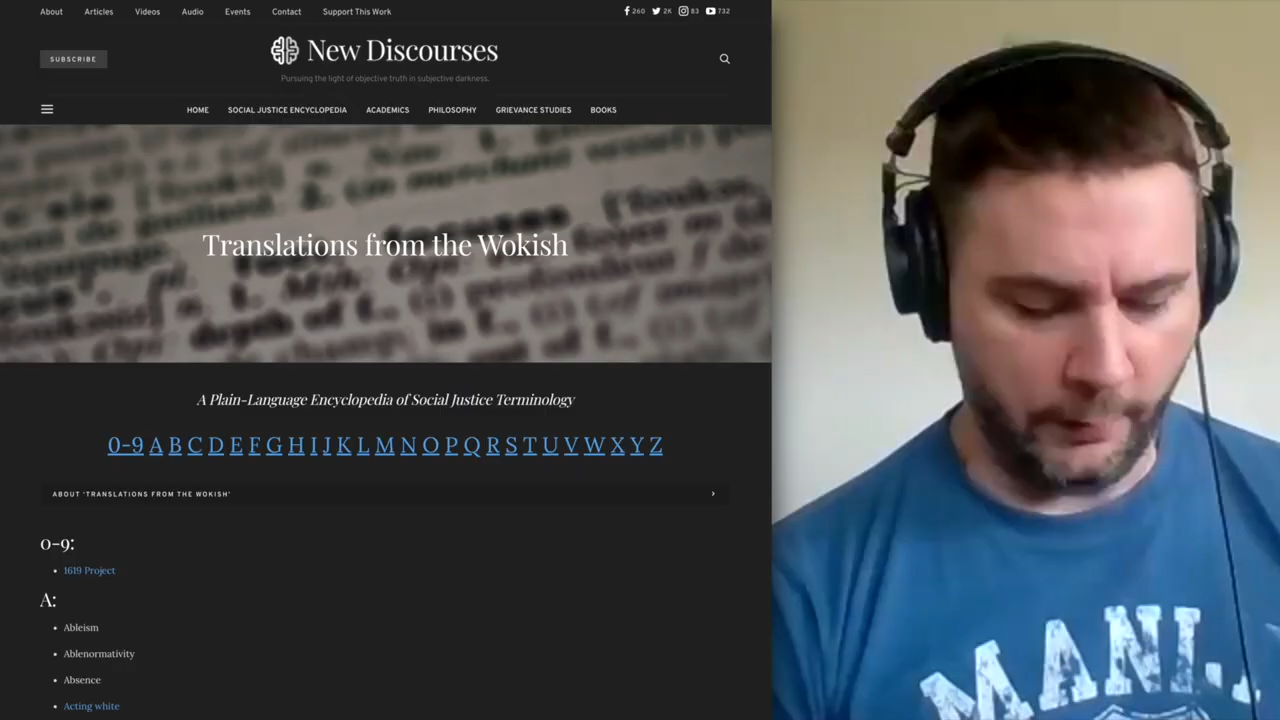 About Articles Videos Audio Events Contact Support This Work
260 2K 83 732
SUBSCRIBE
New Discourses
Pursuing the light of objective truth in subjective darkness.
HOME SOCIAL JUSTICE ENCYCLOPEDIA ACADEMICS PHILOSOPHY GRIEVANCE STUDIES BOOKS
Translations from the Wokish
A Plain-Language Encyclopedia of Social Justice Terminology
0-9 A B C D E F G H I J K L M N O P Q R S T U V W X Y Z
ABOUT 'TRANSLATIONS FROM THE WOKISH'
0-9:
1619 Project
A:
Ableism
Ablenormativity
Absence
Acting white